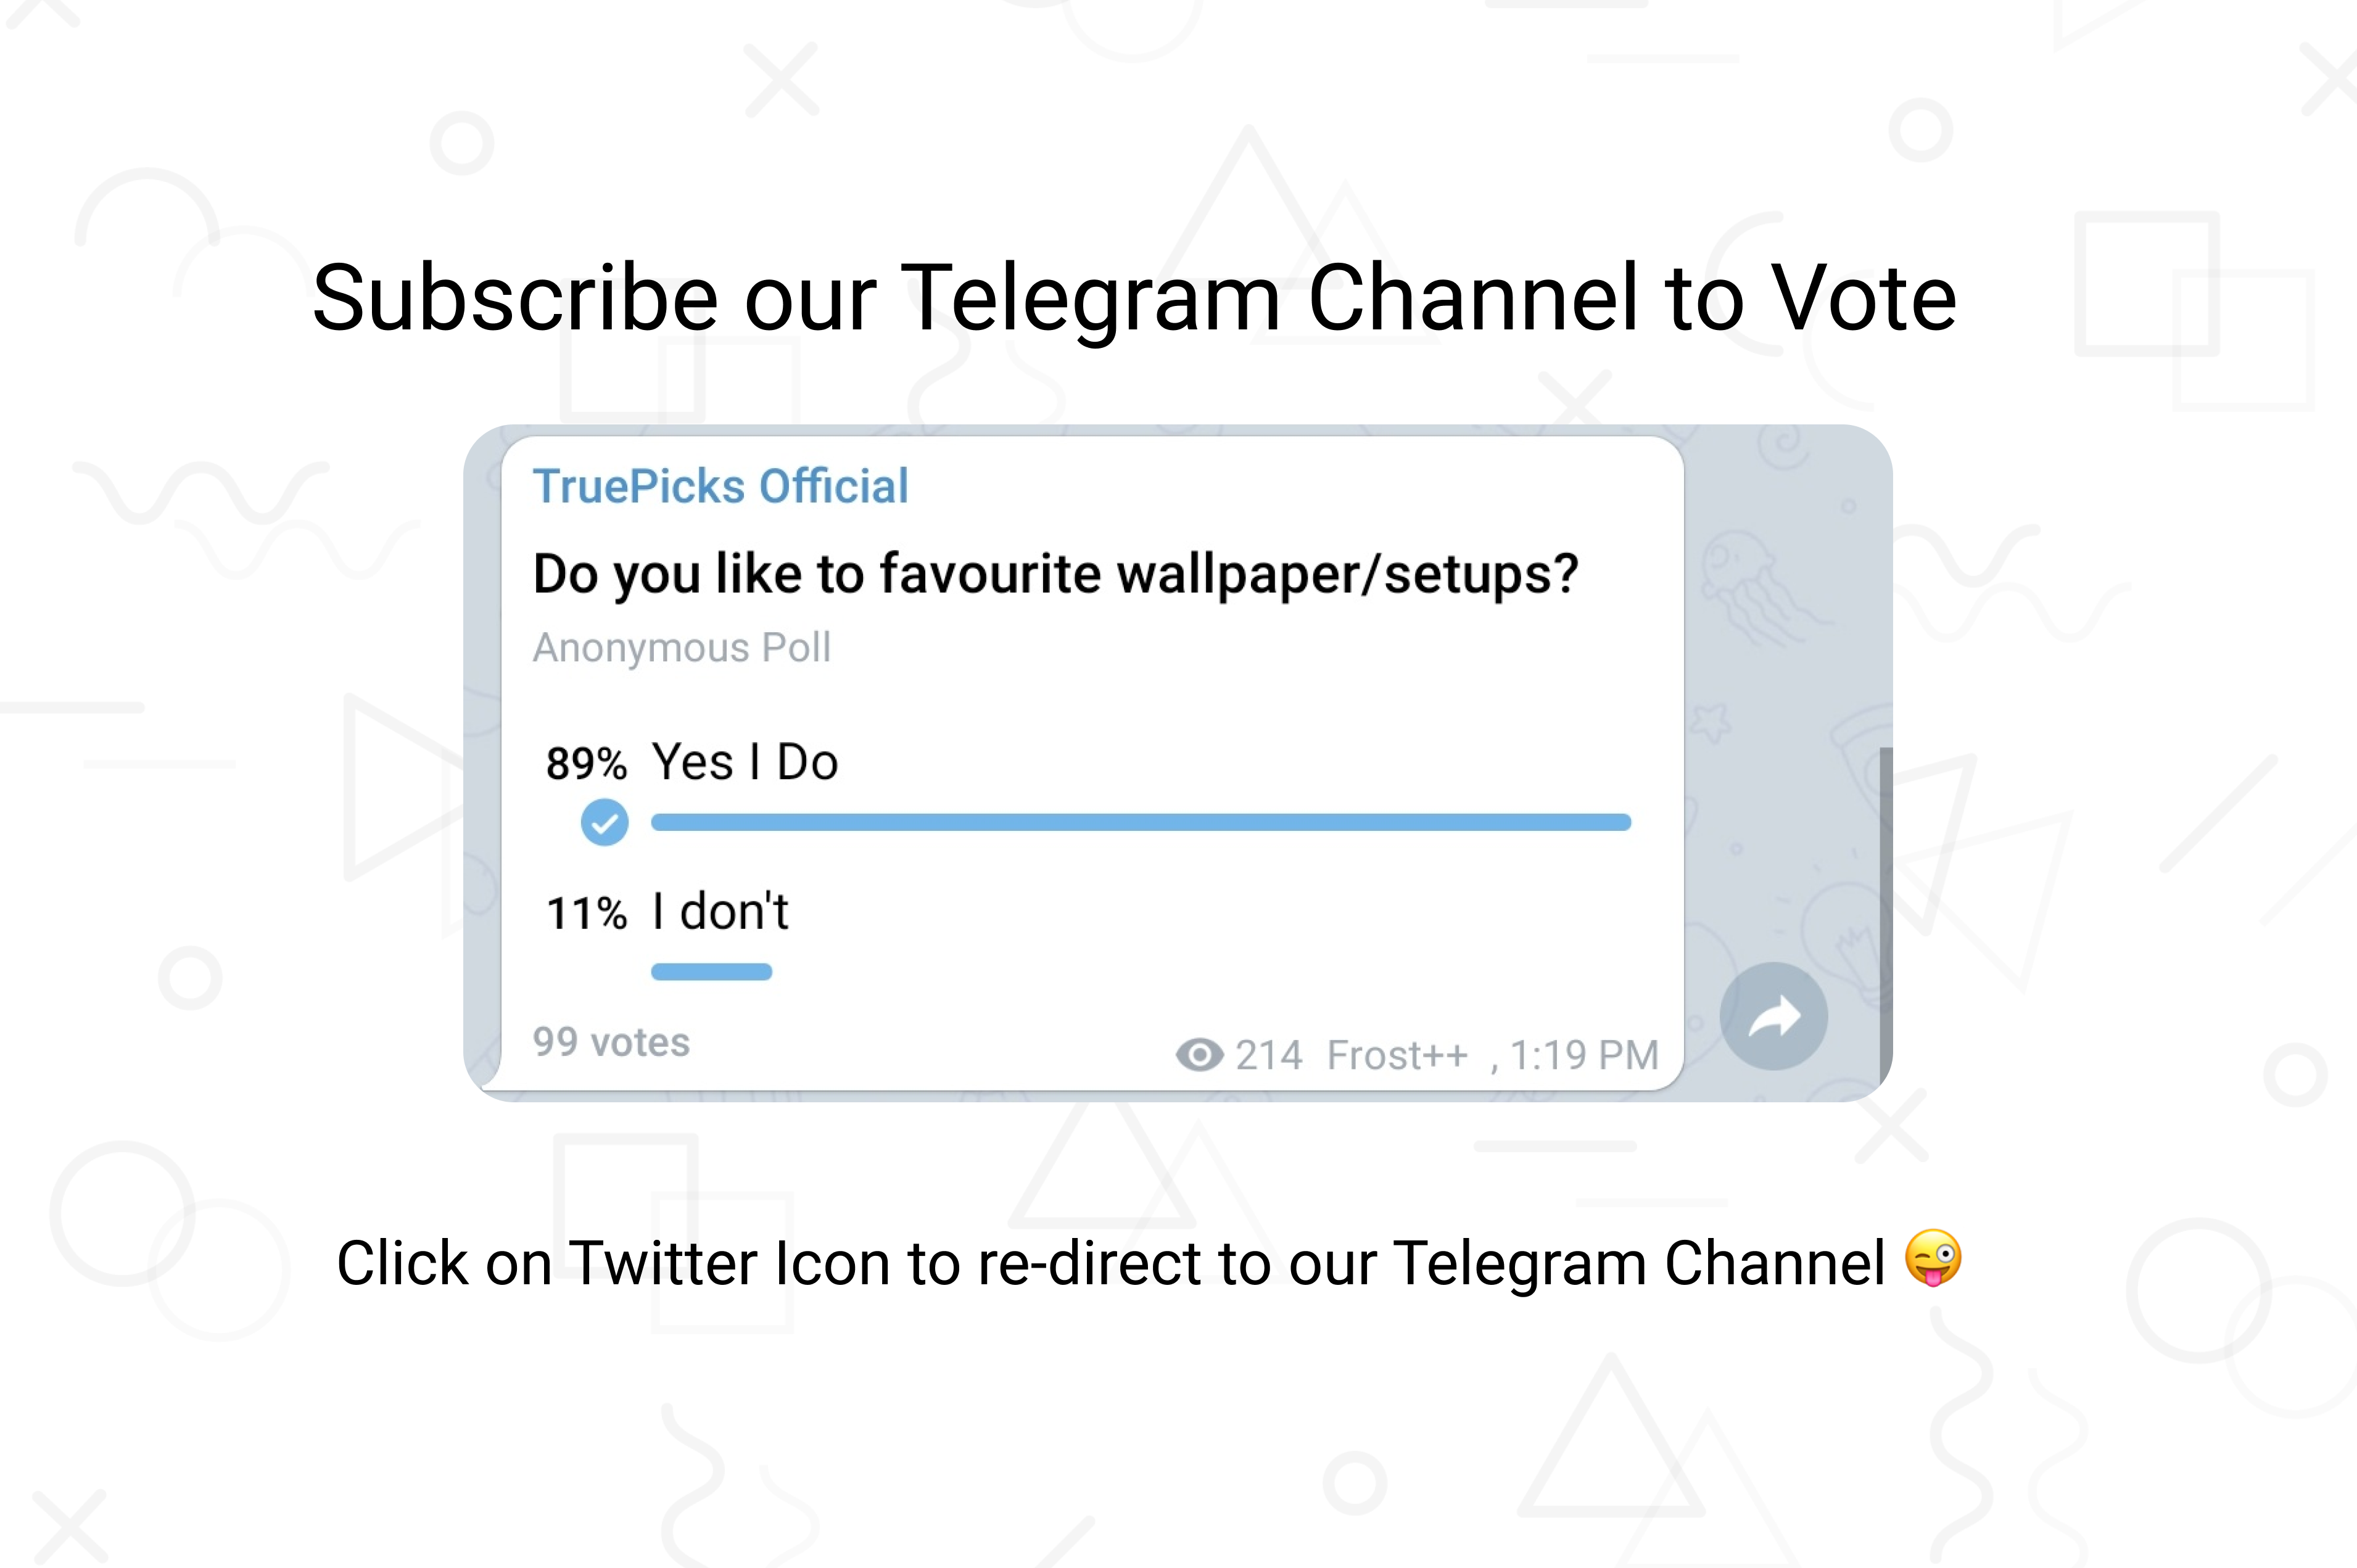 Subscribe our Telegram Channel to Vote
TruePicks Official
Do you like to favourite wallpaper/setups?
Anonymous Poll
89% Yes I Do
11% I don't
99 votes
214 Frost++ , 1:19 PM
Click on Twitter Icon to re-direct to our Telegram Channel 😜